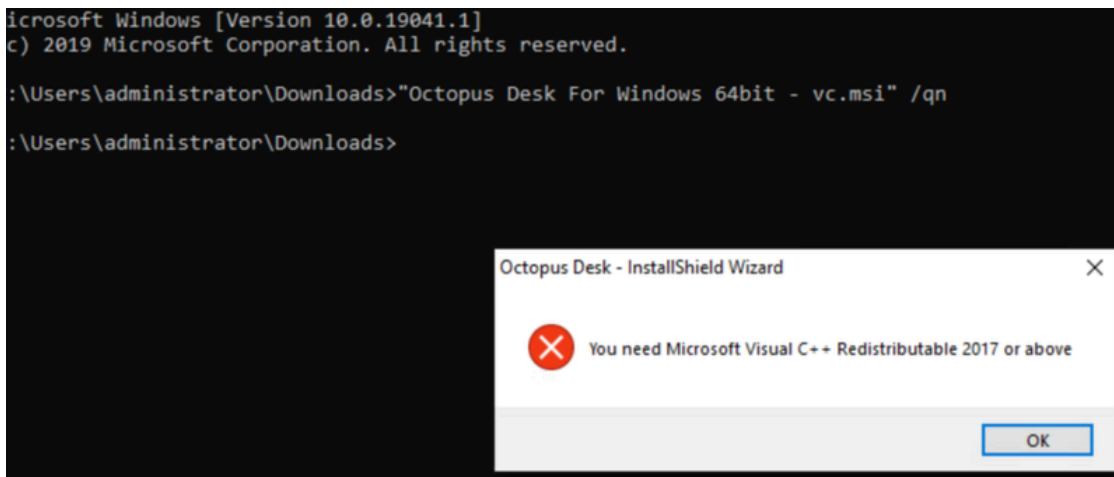 icrosoft Windows [Version 10.0.19041.1]
c) 2019 Microsoft Corporation. All rights reserved.
:\Users\administrator\Downloads>"Octopus Desk For Windows 64bit - vc.msi" /qn
:\Users\administrator\Downloads>
Octopus Desk - InstallShield Wizard
You need Microsoft Visual C++ Redistributable 2017 or above
OK